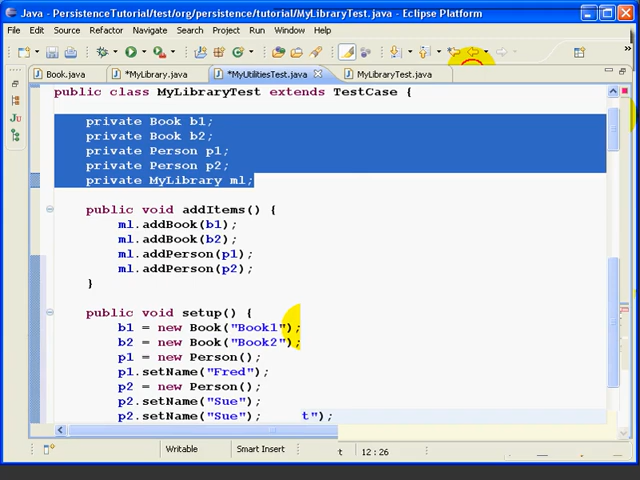 Java - PersistenceTutorial/test/org/persistence/tutorial/MyLibraryTest.java - Eclipse Platform
File Edit Source Refactor Navigate Search Project Run Window Help
Book.java *MyLibrary.java *MyUtilitiesTest.java MyLibraryTest.java
public class MyLibraryTest extends TestCase {
private Book b1;
private Book b2;
private Person p1;
private Person p2;
private MyLibrary ml;
public void addItems() {
ml.addBook(b1);
ml.addBook(b2);
ml.addPerson(p1);
ml.addPerson(p2);
}
public void setup() {
b1 = new Book("Book1");
b2 = new Book("Book2");
p1 = new Person();
p1.setName("Fred");
p2 = new Person();
p2.setName("Sue");
p2.setName("Sue"); t");
Writable Smart Insert t 12:26